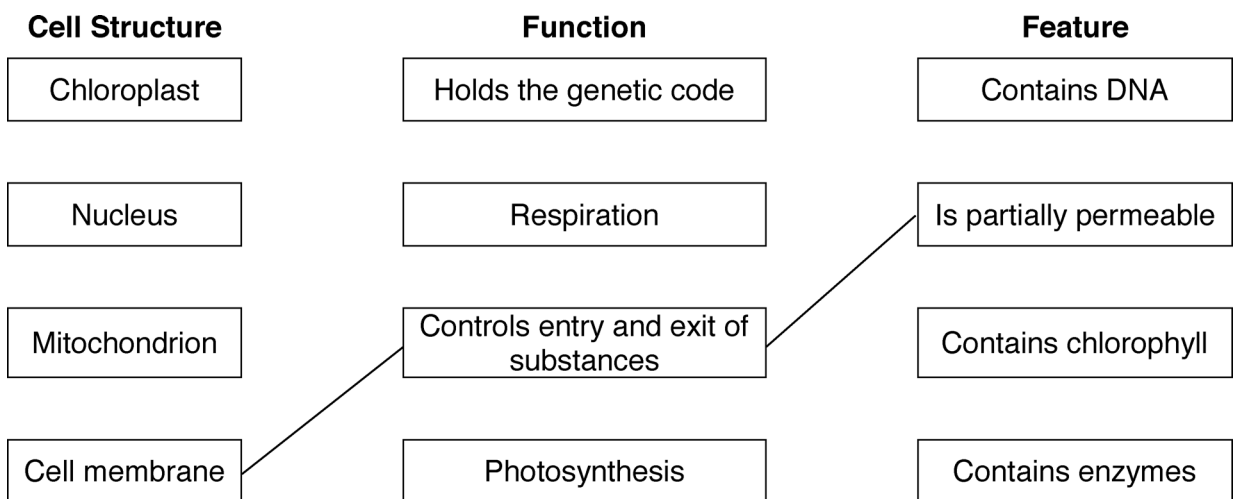 Cell Structure Function Feature
Chloroplast Holds the genetic code Contains DNA
Nucleus Respiration Is partially permeable
Mitochondrion Controls entry and exit of substances Contains chlorophyll
Cell membrane Photosynthesis Contains enzymes